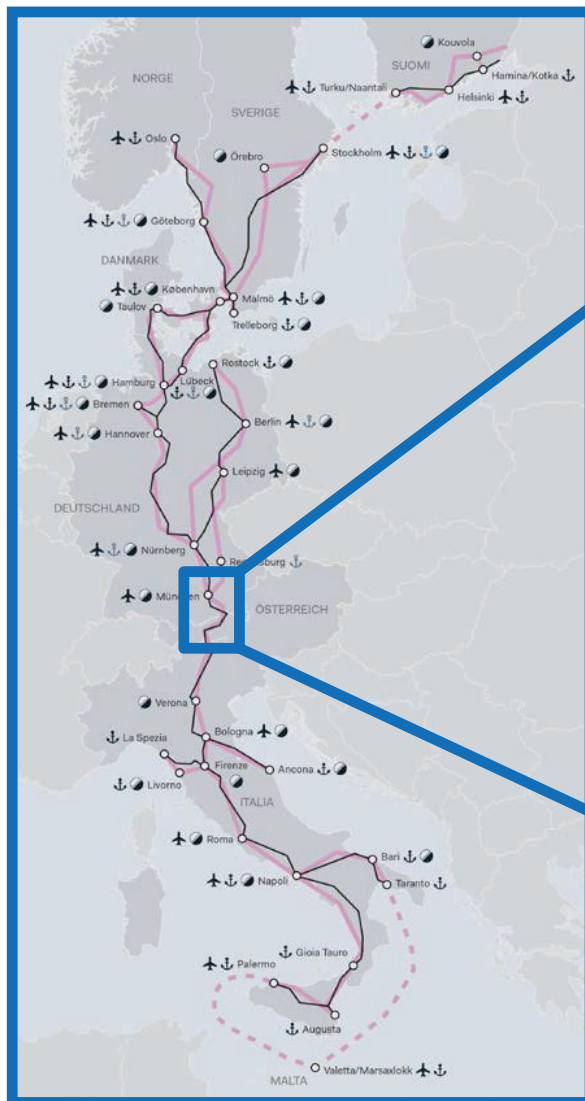 Kouvola
SUOMI
NORGE
Hamina/Kotka
Turku/Naantali
Helsinki
SVERIGE
Oslo
Stockholm
Örebro
Göteborg
DANMARK
København
Malmö
Taulov
Trelleborg
Rostock
Lübeck
Hamburg
Bremen
Berlin
Hannover
Leipzig
DEUTSCHLAND
Nürnberg
München
ÖSTERREICH
Verona
Bologna
La Spezia
Firenze
Ancona
Livorno
ITALIA
Roma
Bari
Napoli
Taranto
Gioia Tauro
Palermo
Augusta
Valetta/Marsaxlokk
MALTA